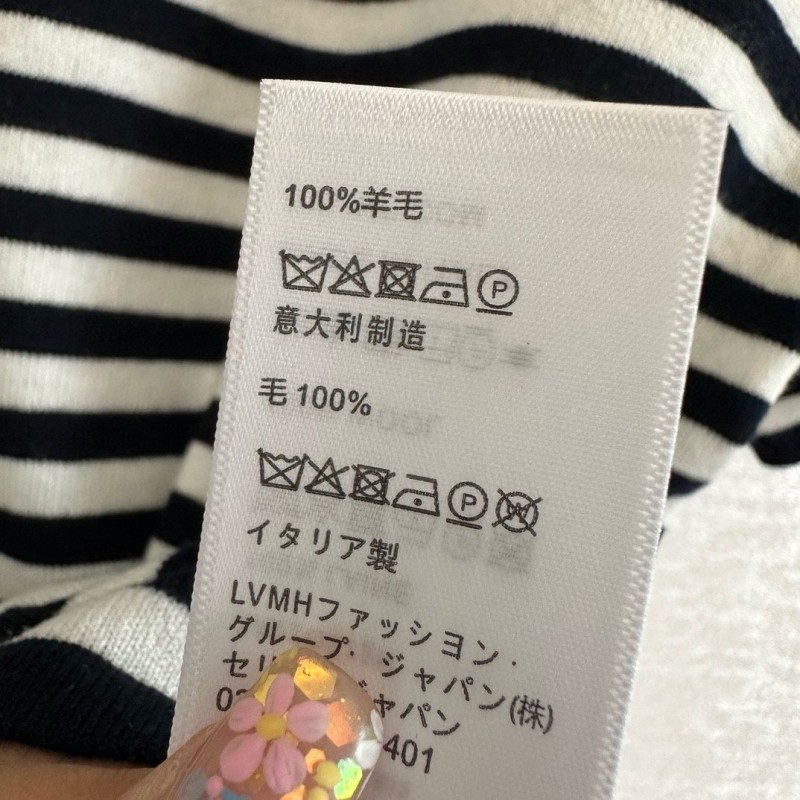 100%羊毛
P
意大利制造
毛 100%
P W
イタリア製
LVMHファッション・
グループ・ジャパン(株)
セリ ジャパン
401